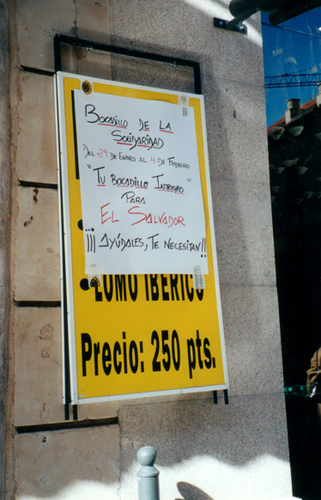 BOCADILLO DE LA
SOLIDARIDAD
DEL 29 DE ENERO AL 4 DE FEBRERO
"TU BOCADILLO INTEGRO"
PARA
EL SALVADOR
¡¡¡AYÚDALES, TE NECESITAN!!
LOMO IBÉRICO
Precio: 250 pts.